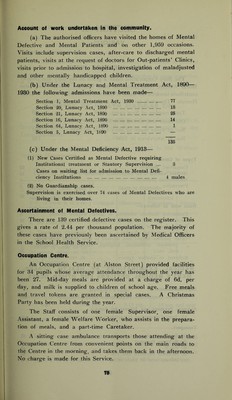 Account of work undertaken in the community.
(a) The authorised officers have visited the homes of Mental
Defective and Mental Patients and on other 1,959 occasions.
Visits include supervision cases, after-care to discharged mental
patients, visits at the request of doctors for Out-patients' Clinics,
visits prior to admission to hospital, investigation of maladjusted
and other mentally handicapped children.
(b) Under the Lunacy and Mental Treatment Act, 1890—
1930 the following admissions have been made—
Section 1, Mental Treatment Act, 1930
Section 20, Lunacy Act, 1890
Section 21, Lunacy Act, 1890
Section 16, Lunacy Act, 1890
Section 24, Lunacy Act, 1890
Section 5, Lunacy Act, 1890
(c) Under the Mental Deficiency Act, 1913—
(1) New Cases Certified as Mental Defective requiring
Institutional treatment or Statutory Supervision
Cases on waiting list for admission to Mental Defi-
ciency Institutions 4 males
(2) No Guardianship cases.
Supervision is exercised over 74 cases of Mental Defectives who are
living in their homes.
Ascertainment of Mental Defectives.
There are 139 certified defective cases on the register. This
gives a rate of 2.44 per thousand population. The majority of
these cases have previously been ascertained by Medical Officers
in the School Health Service.
Occupation Centre.
An Occupation Centre (at Alston Street) provided facilities
for 34 pupils whose average attendance throughout the year has
been 27. Mid-day meals are provided at a charge of 6d. per
day, and milk is supplied to children of school age. Free meals
and travel tokens are granted in special cases. A Christmas
Party has been held during the year.
The Staff consists of one female Supervisor, one female
Assistant, a female Welfare Worker, who assists in the prepara-
tion of meals, and a part-time Caretaker.
A sitting case ambulance transports those attending at the
Occupation Centre from convenient points on the main roads to
the Centre in the morning, and takes them back in the afternoon.
No charge is made for this Service.